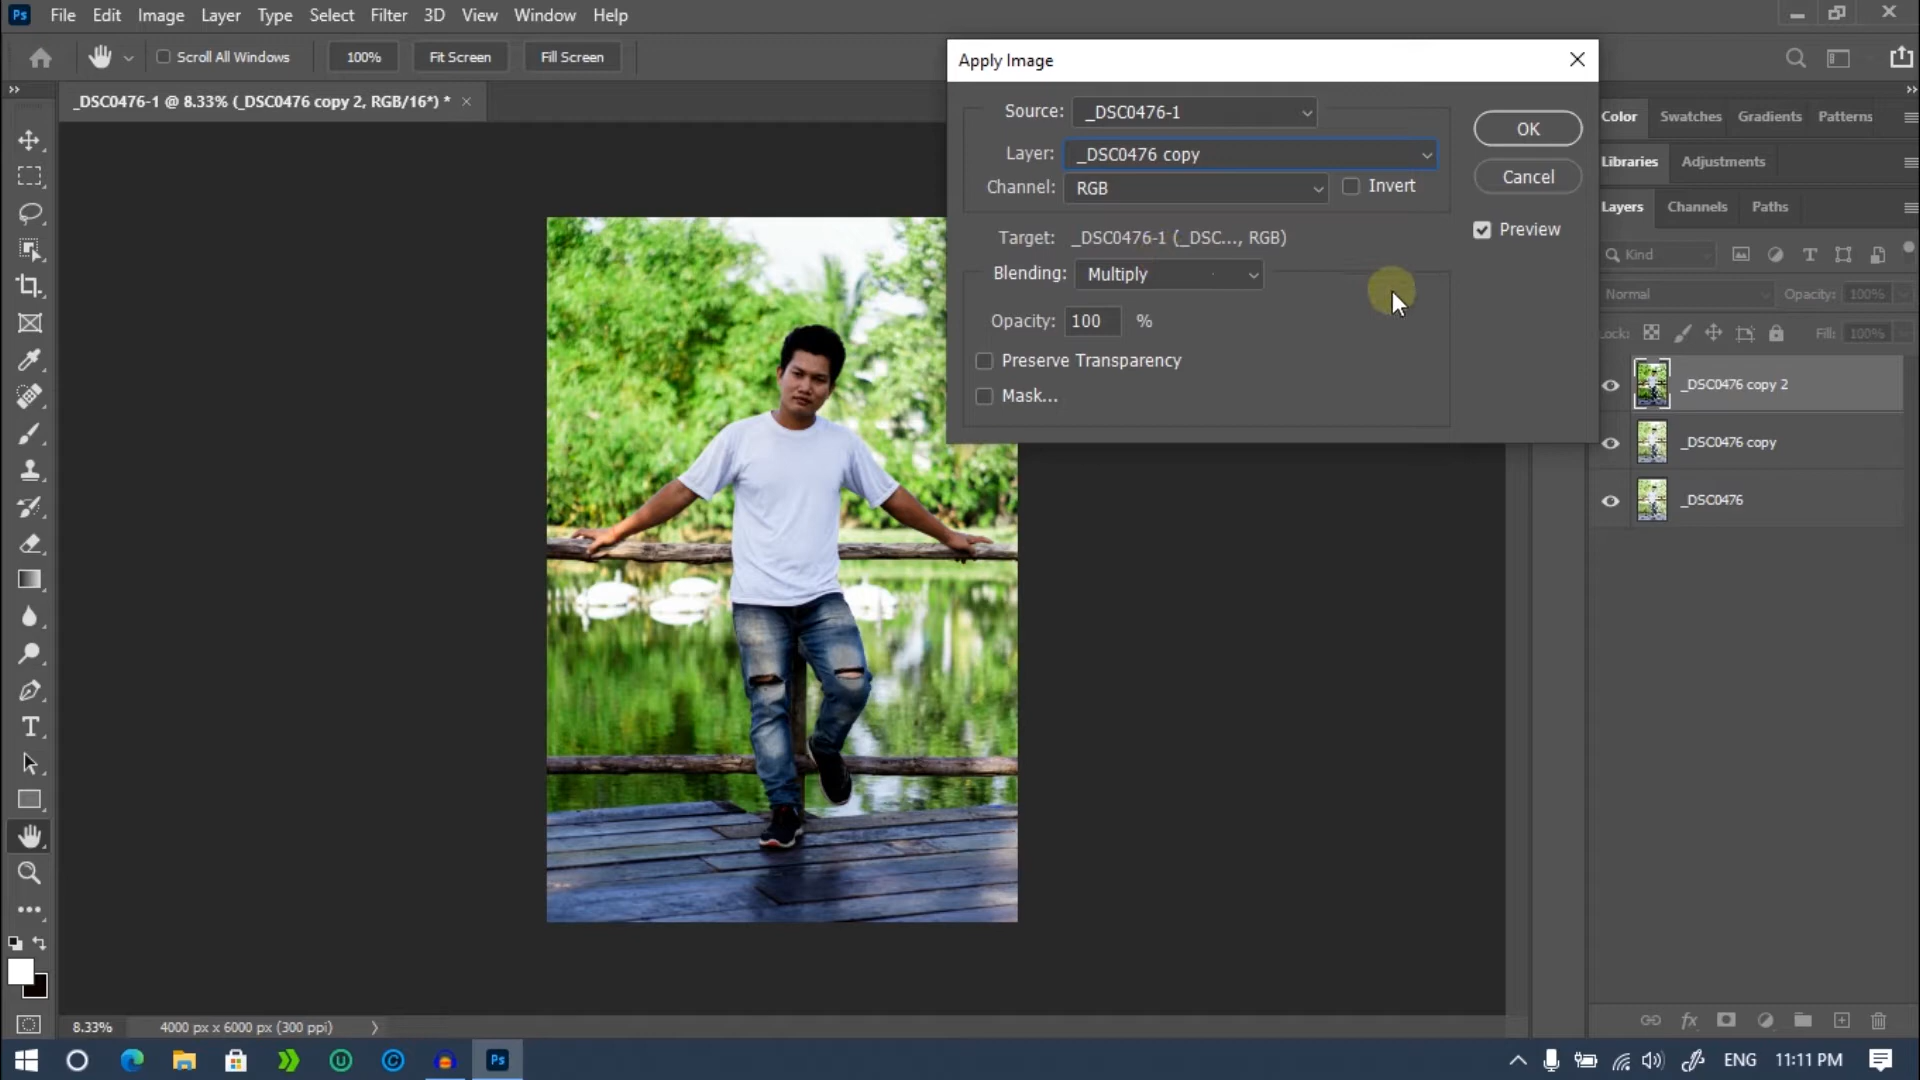 Ps File Edit Image Layer Type Select Filter 3D View Window Help
Scroll All Windows 100% Fit Screen Fill Screen
_DSC0476-1 @ 8.33% (_DSC0476 copy 2, RGB/16*) *
Apply Image
Source: _DSC0476-1
Layer: _DSC0476 copy
Channel: RGB Invert
Target: _DSC0476-1 (_DSC..., RGB)
Blending: Multiply
Opacity: 100 %
Preserve Transparency
Mask...
OK
Cancel
Preview
Color Swatches Gradients Patterns
Libraries Adjustments
Layers Channels Paths
Kind
Normal Opacity: 100%
Lock: Fill: 100%
_DSC0476 copy 2
_DSC0476 copy
_DSC0476
8.33% 4000 px x 6000 px (300 ppi)
Ps ENG 11:11 PM